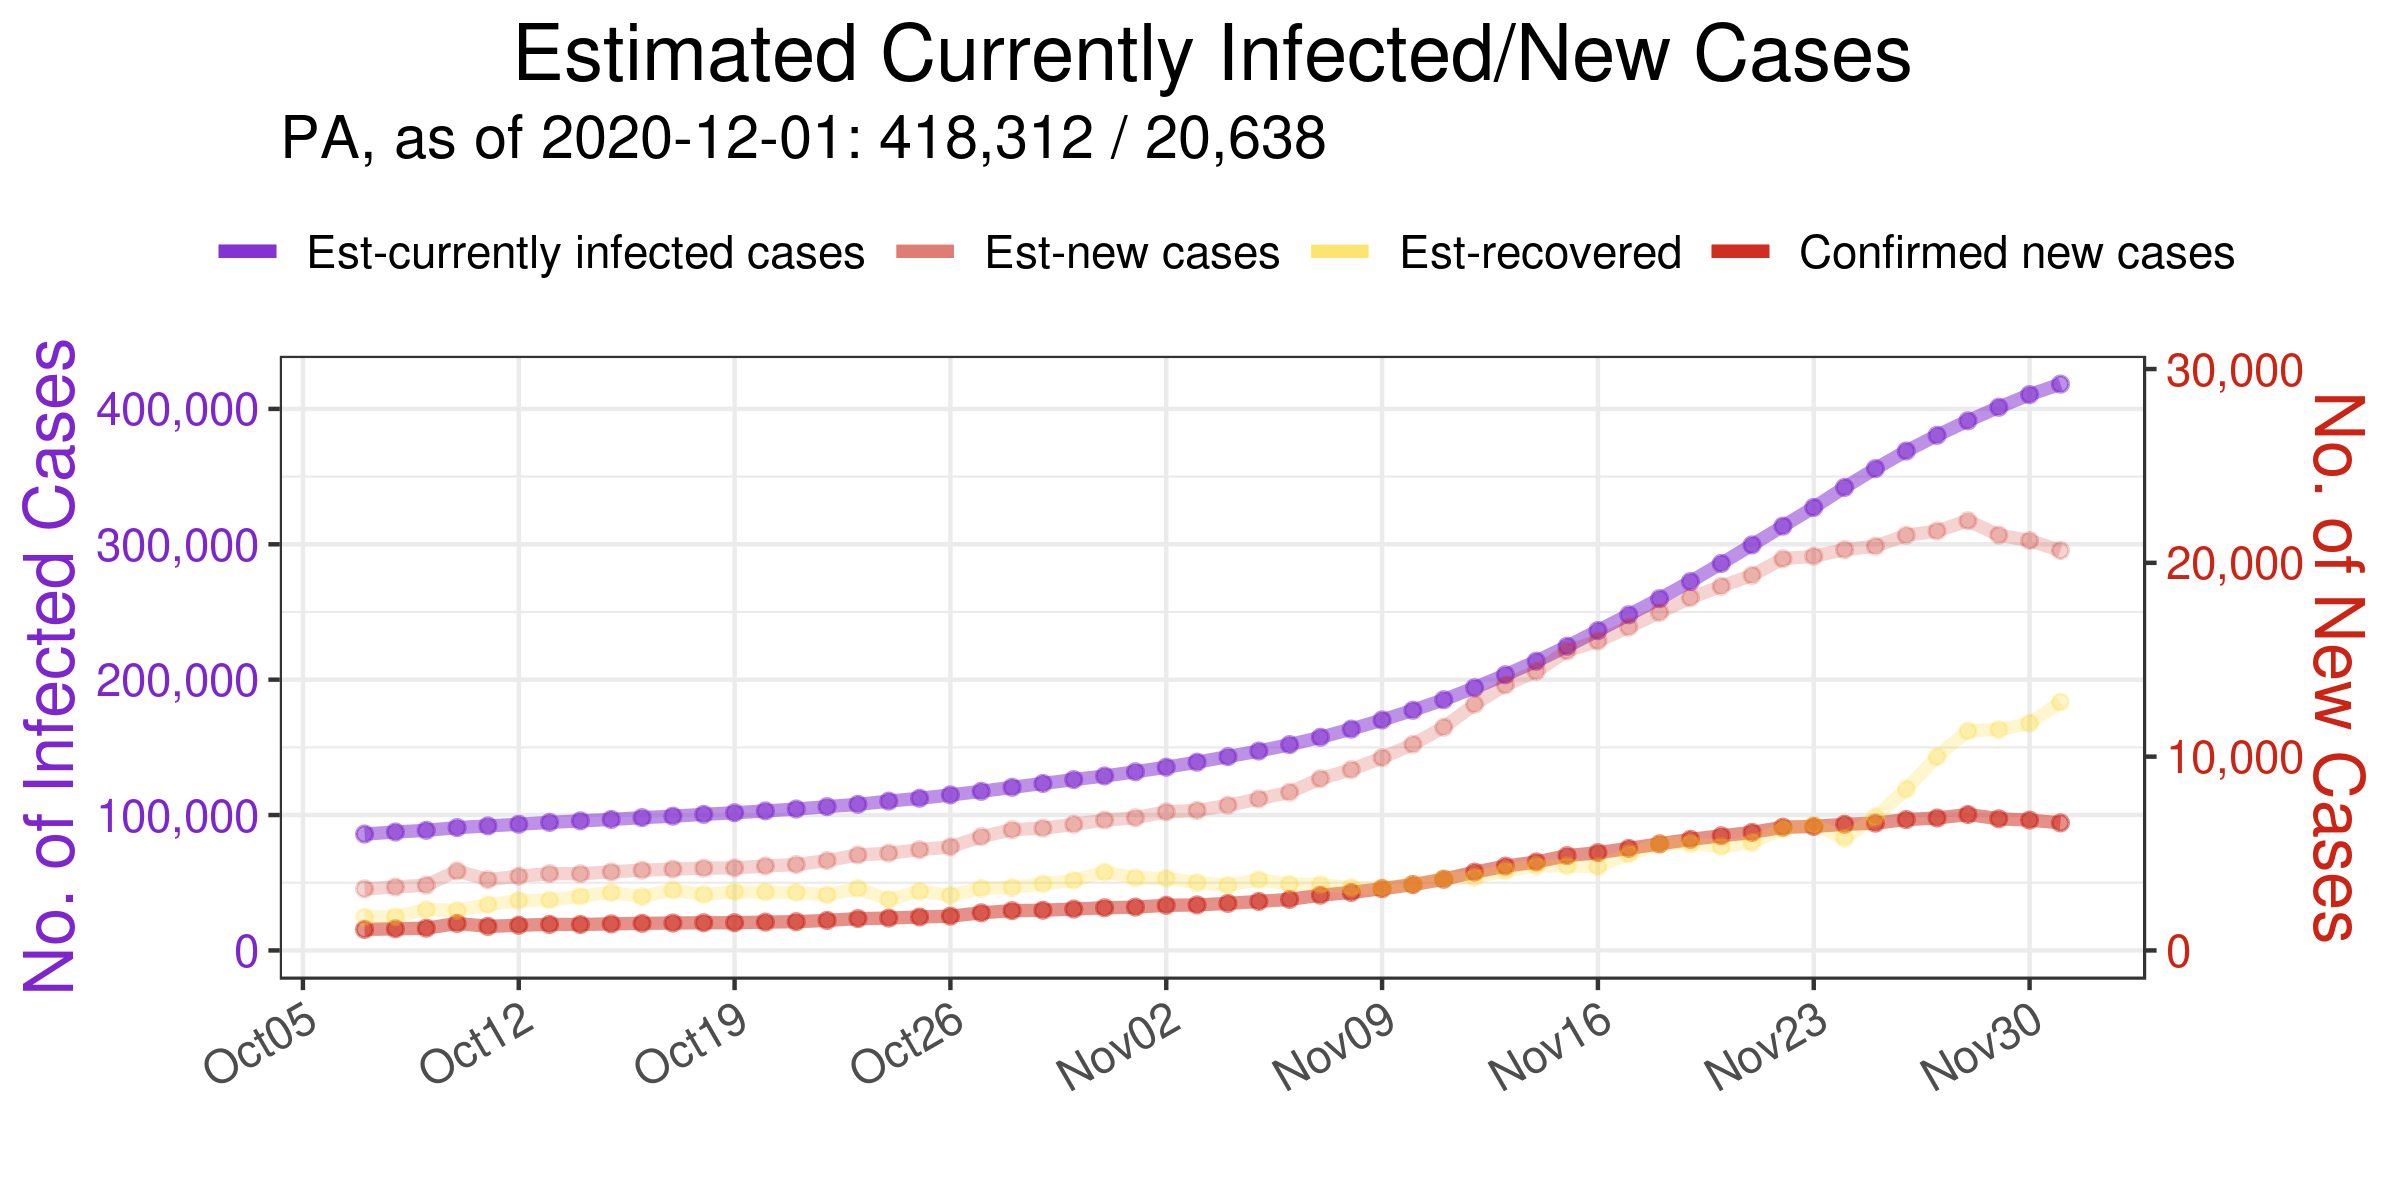 Estimated Currently Infected/New Cases
PA, as of 2020-12-01: 418,312 / 20,638
Est-currently infected cases Est-new cases Est-recovered Confirmed new cases
No. of Infected Cases
400,000
300,000
200,000
100,000
0
30,000
20,000
10,000
0
No. of New Cases
Oct05 Oct12 Oct19 Oct26 Nov02 Nov09 Nov16 Nov23 Nov30